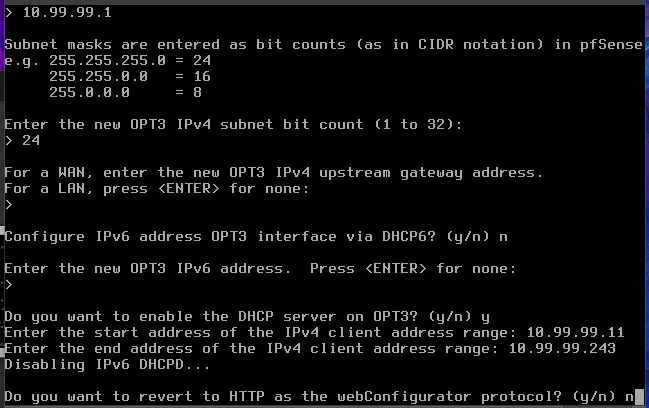 > 10.99.99.1
Subnet masks are entered as bit counts (as in CIDR notation) in pfSense
e.g. 255.255.255.0 = 24
255.255.0.0 = 16
255.0.0.0 = 8
Enter the new OPT3 IPv4 subnet bit count (1 to 32):
> 24
For a WAN, enter the new OPT3 IPv4 upstream gateway address.
For a LAN, press <ENTER> for none:
>
Configure IPv6 address OPT3 interface via DHCP6? (y/n) n
Enter the new OPT3 IPv6 address.  Press <ENTER> for none:
>
Do you want to enable the DHCP server on OPT3? (y/n) y
Enter the start address of the IPv4 client address range: 10.99.99.11
Enter the end address of the IPv4 client address range: 10.99.99.243
Disabling IPv6 DHCPD...
Do you want to revert to HTTP as the webConfigurator protocol? (y/n) n